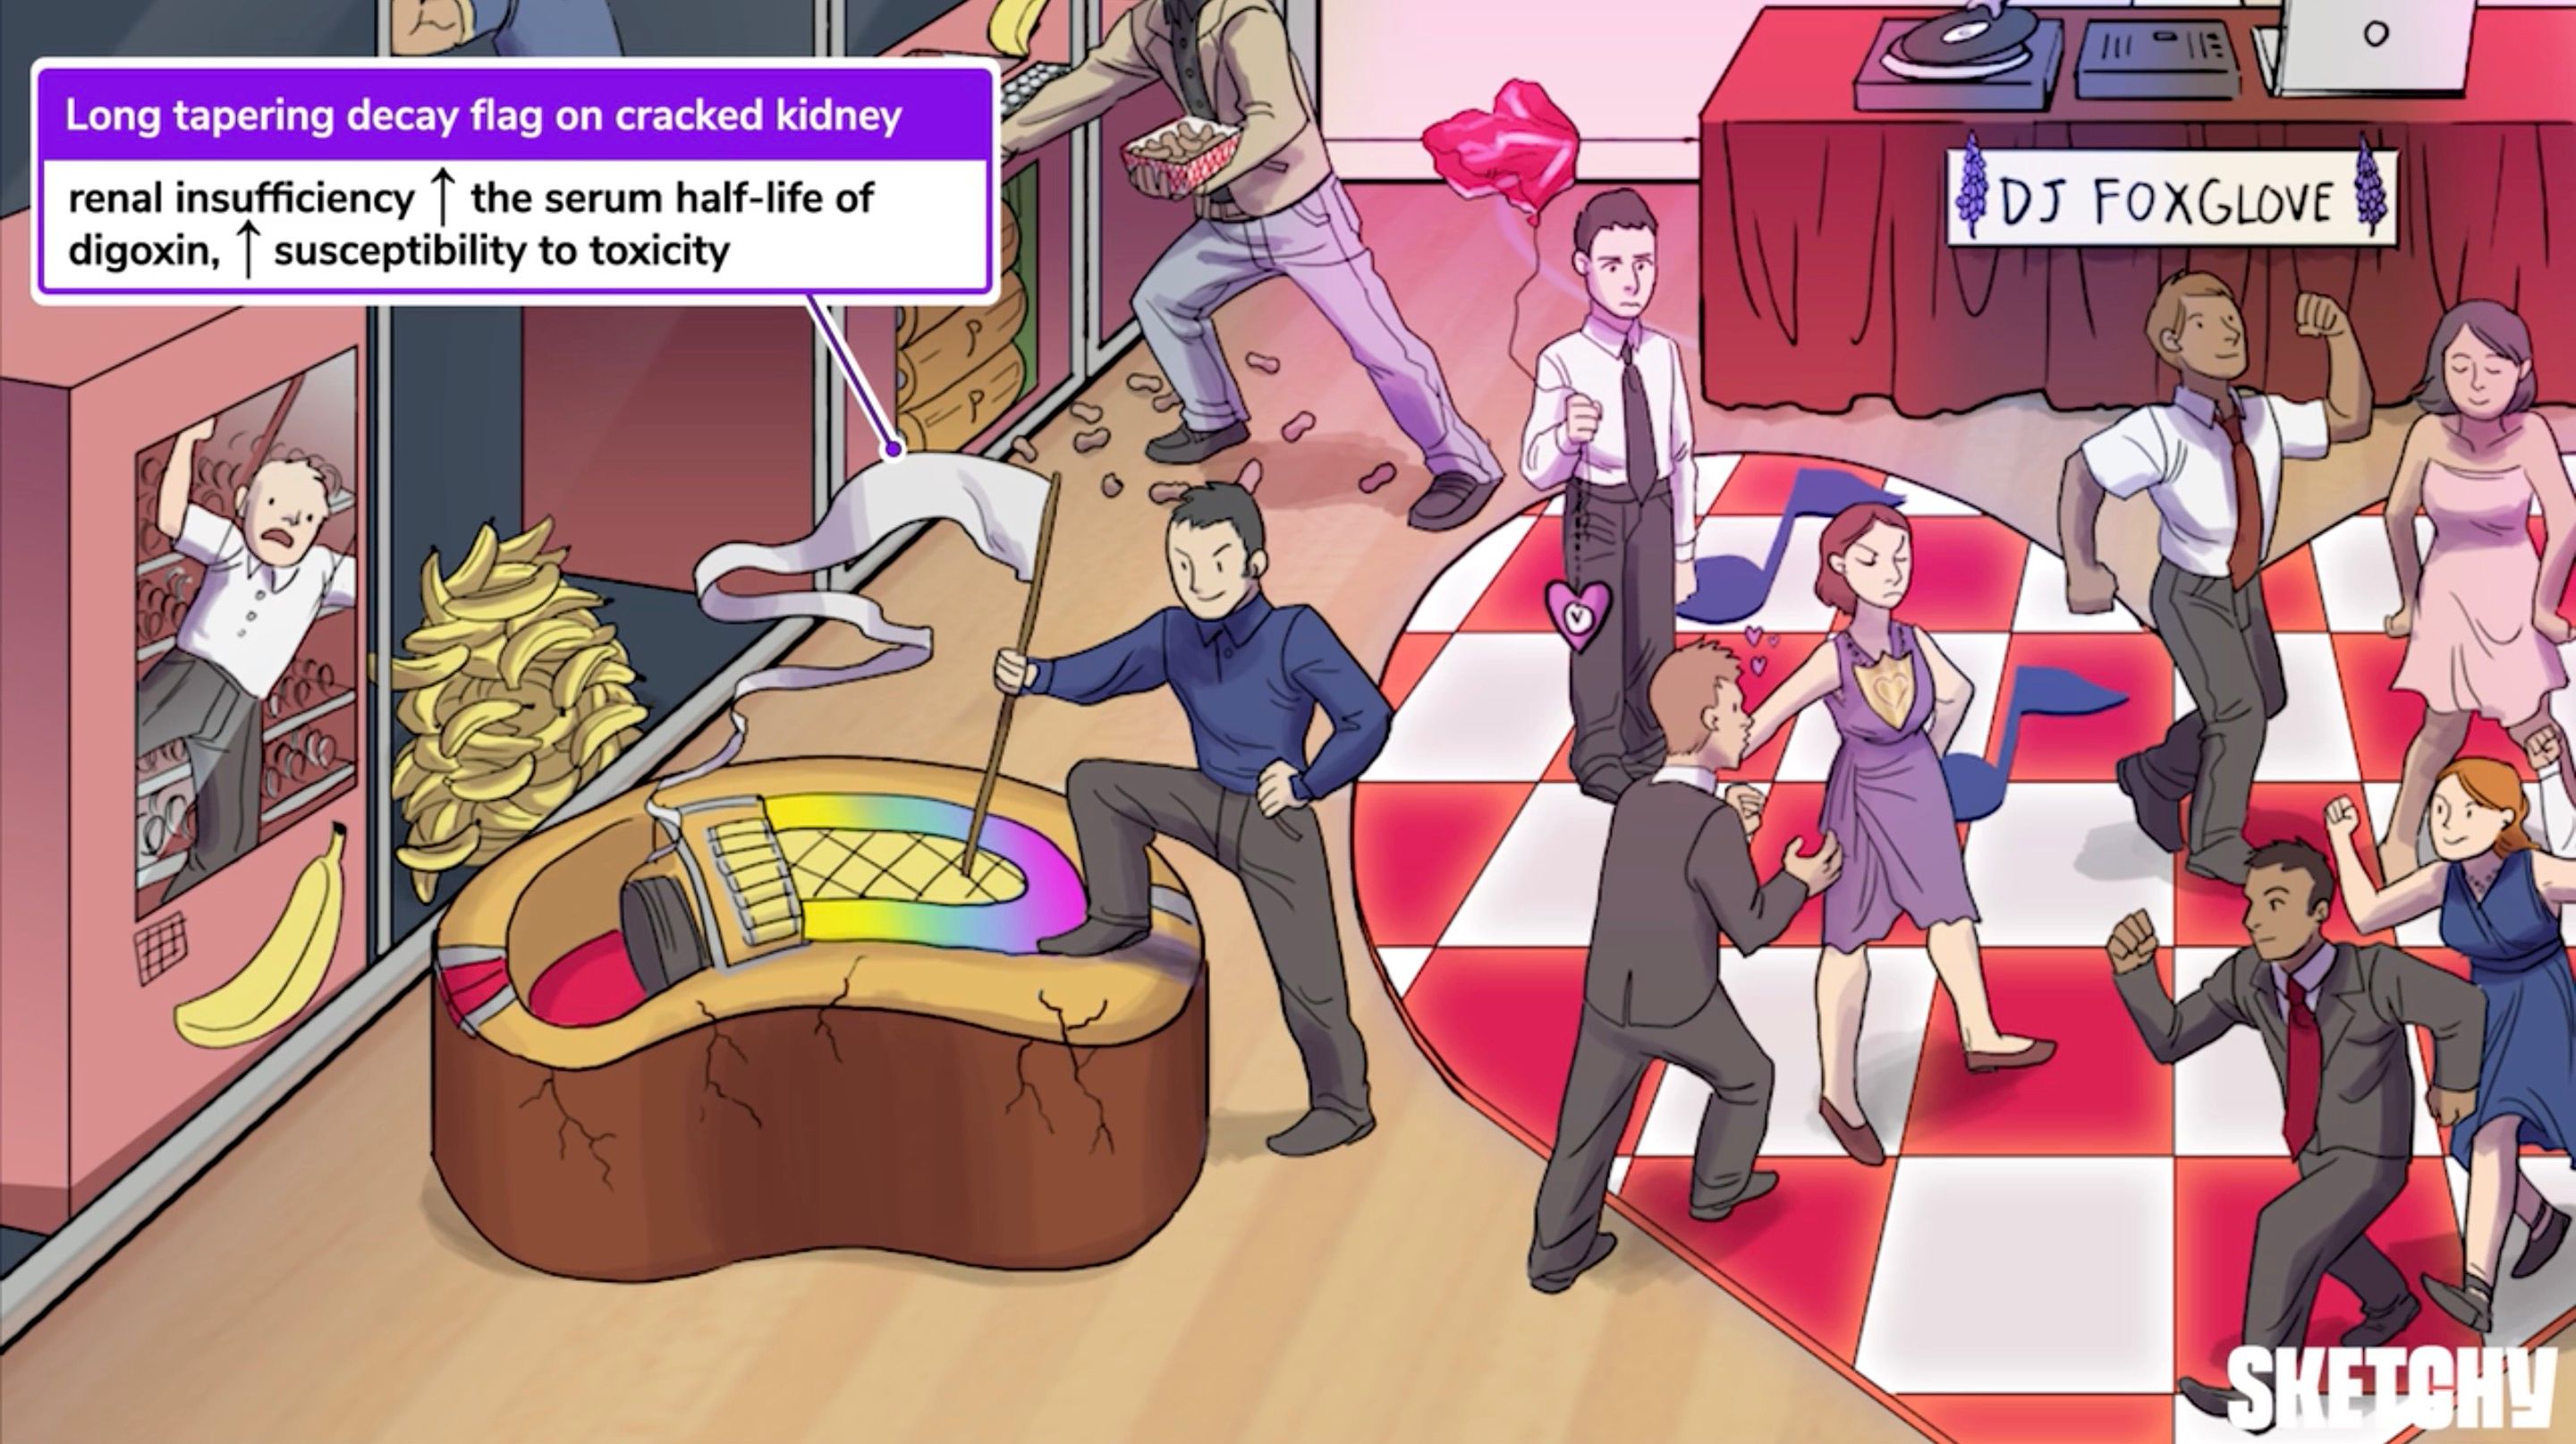 Long tapering decay flag on cracked kidney
renal insufficiency ↑ the serum half-life of
digoxin, ↑ susceptibility to toxicity
DJ FOXGLOVE
P
P
SKETCHY